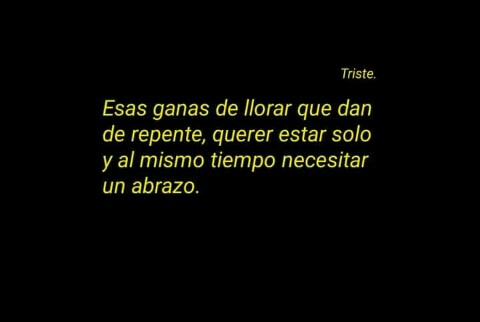 Triste.
Esas ganas de llorar que dan
de repente, querer estar solo
y al mismo tiempo necesitar
un abrazo.